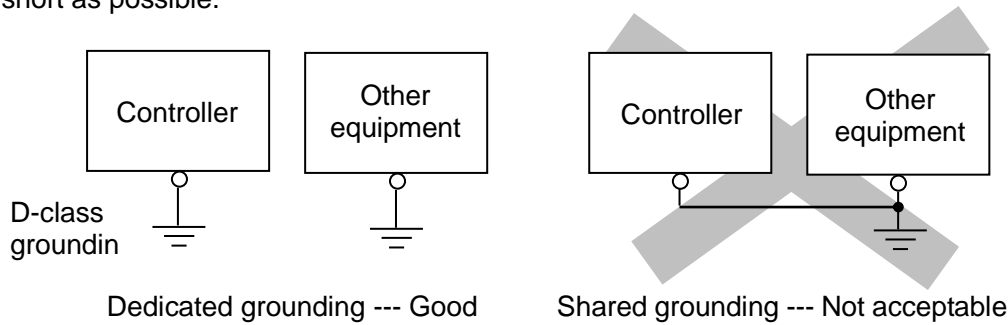 short as possible.
Controller
Other
equipment
Controller
Other
equipment
D-class
groundin
Dedicated grounding --- Good
Shared grounding --- Not acceptable